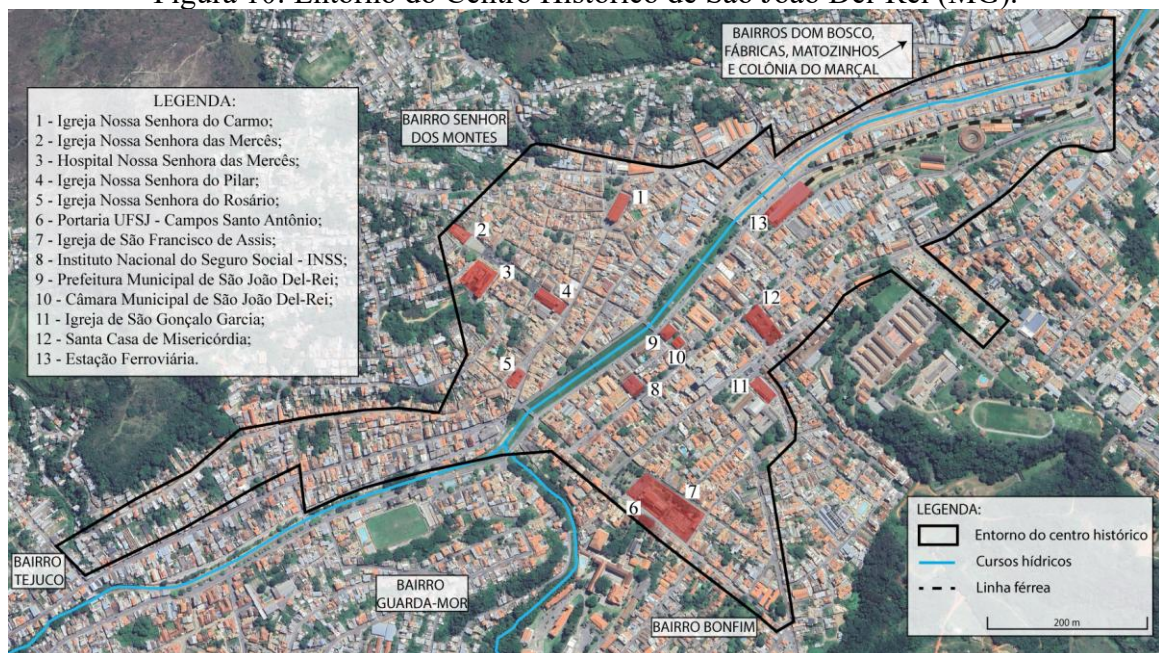 Figura 10: Entorno do Centro Histórico de São João Del-Rei (MG).
BAIRROS DOM BOSCO,
FÁBRICAS, MATOZINHOS
E COLÔNIA DO MARÇAL
LEGENDA:
1 - Igreja Nossa Senhora do Carmo;
2 - Igreja Nossa Senhora das Mercês;
3 - Hospital Nossa Senhora das Mercês;
4 - Igreja Nossa Senhora do Pilar;
5 - Igreja Nossa Senhora do Rosário;
6 - Portaria UFSJ - Campos Santo Antônio;
7 - Igreja de São Francisco de Assis;
8 - Instituto Nacional do Seguro Social - INSS;
9 - Prefeitura Municipal de São João Del-Rei;
10 - Câmara Municipal de São João Del-Rei;
11 - Igreja de São Gonçalo Garcia;
12 - Santa Casa de Misericórdia;
13 - Estação Ferroviária.
BAIRRO SENHOR
DOS MONTES
1
13
2
3
4
12
9
10
5
8
11
7
6
BAIRRO
TEJUCO
BAIRRO
GUARDA-MOR
BAIRRO BONFIM
LEGENDA:
Entorno do centro histórico
Cursos hídricos
Linha férrea
200 m